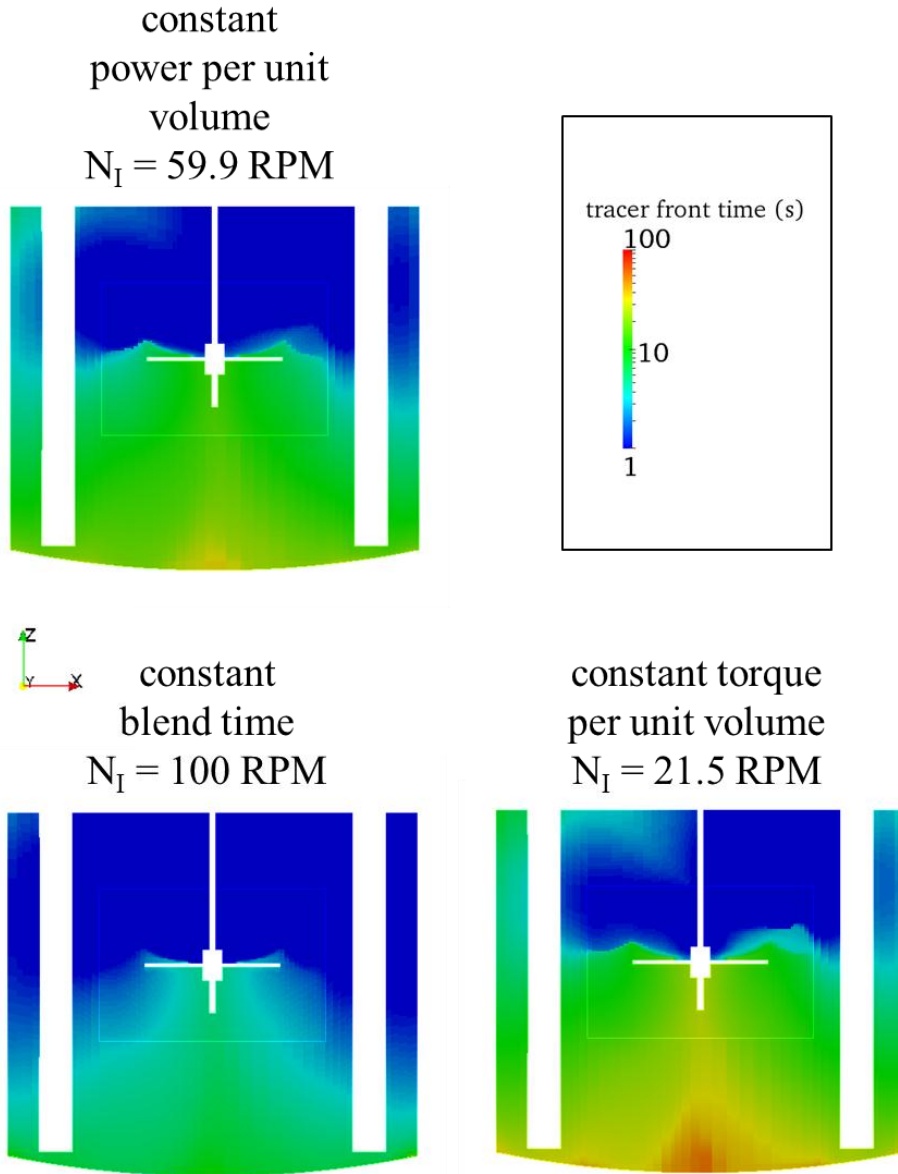 constant
power per unit
volume
N_I = 59.9 RPM
tracer front time (s)
100
10
1
Z
Y
X
constant
blend time
N_I = 100 RPM
constant torque
per unit volume
N_I = 21.5 RPM